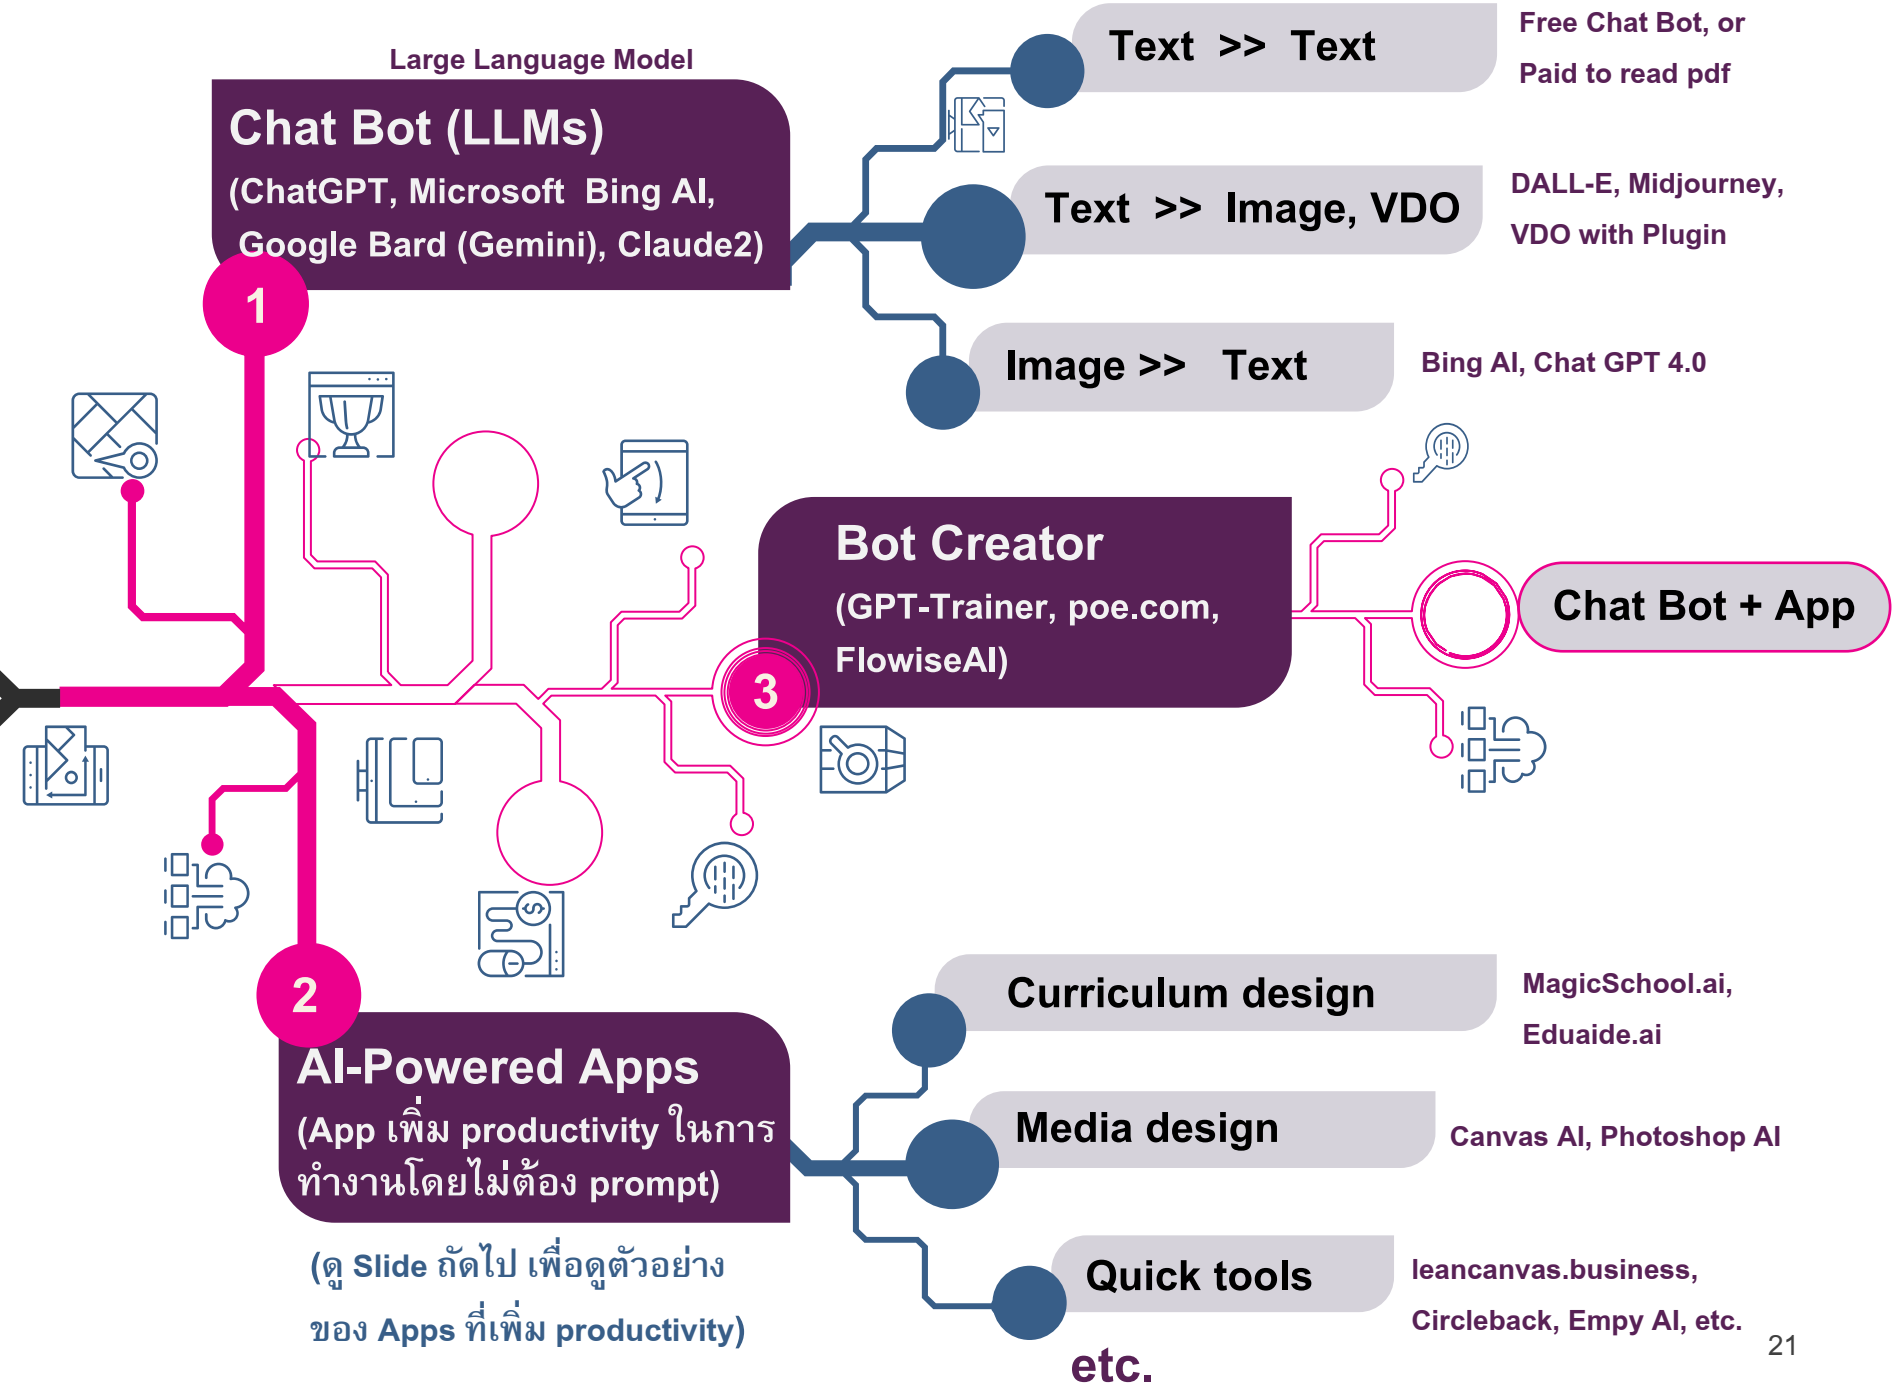 Large Language Model
Chat Bot (LLMs)
(ChatGPT, Microsoft Bing AI,
Google Bard (Gemini), Claude2)
1
Text >> Text
Free Chat Bot, or
Paid to read pdf
Text >> Image, VDO
DALL-E, Midjourney,
VDO with Plugin
Image >> Text
Bing AI, Chat GPT 4.0
3
Bot Creator
(GPT-Trainer, poe.com,
FlowiseAI)
Chat Bot + App
2
AI-Powered Apps
(App เพิ่ม productivity ในการ
ทำงานโดยไม่ต้อง prompt)
(ดู Slide ถัดไป เพื่อดูตัวอย่าง
ของ Apps ที่เพิ่ม productivity)
Curriculum design
MagicSchool.ai,
Eduaide.ai
Media design
Canvas AI, Photoshop AI
Quick tools
leancanvas.business,
Circleback, Empy AI, etc.
etc.
21